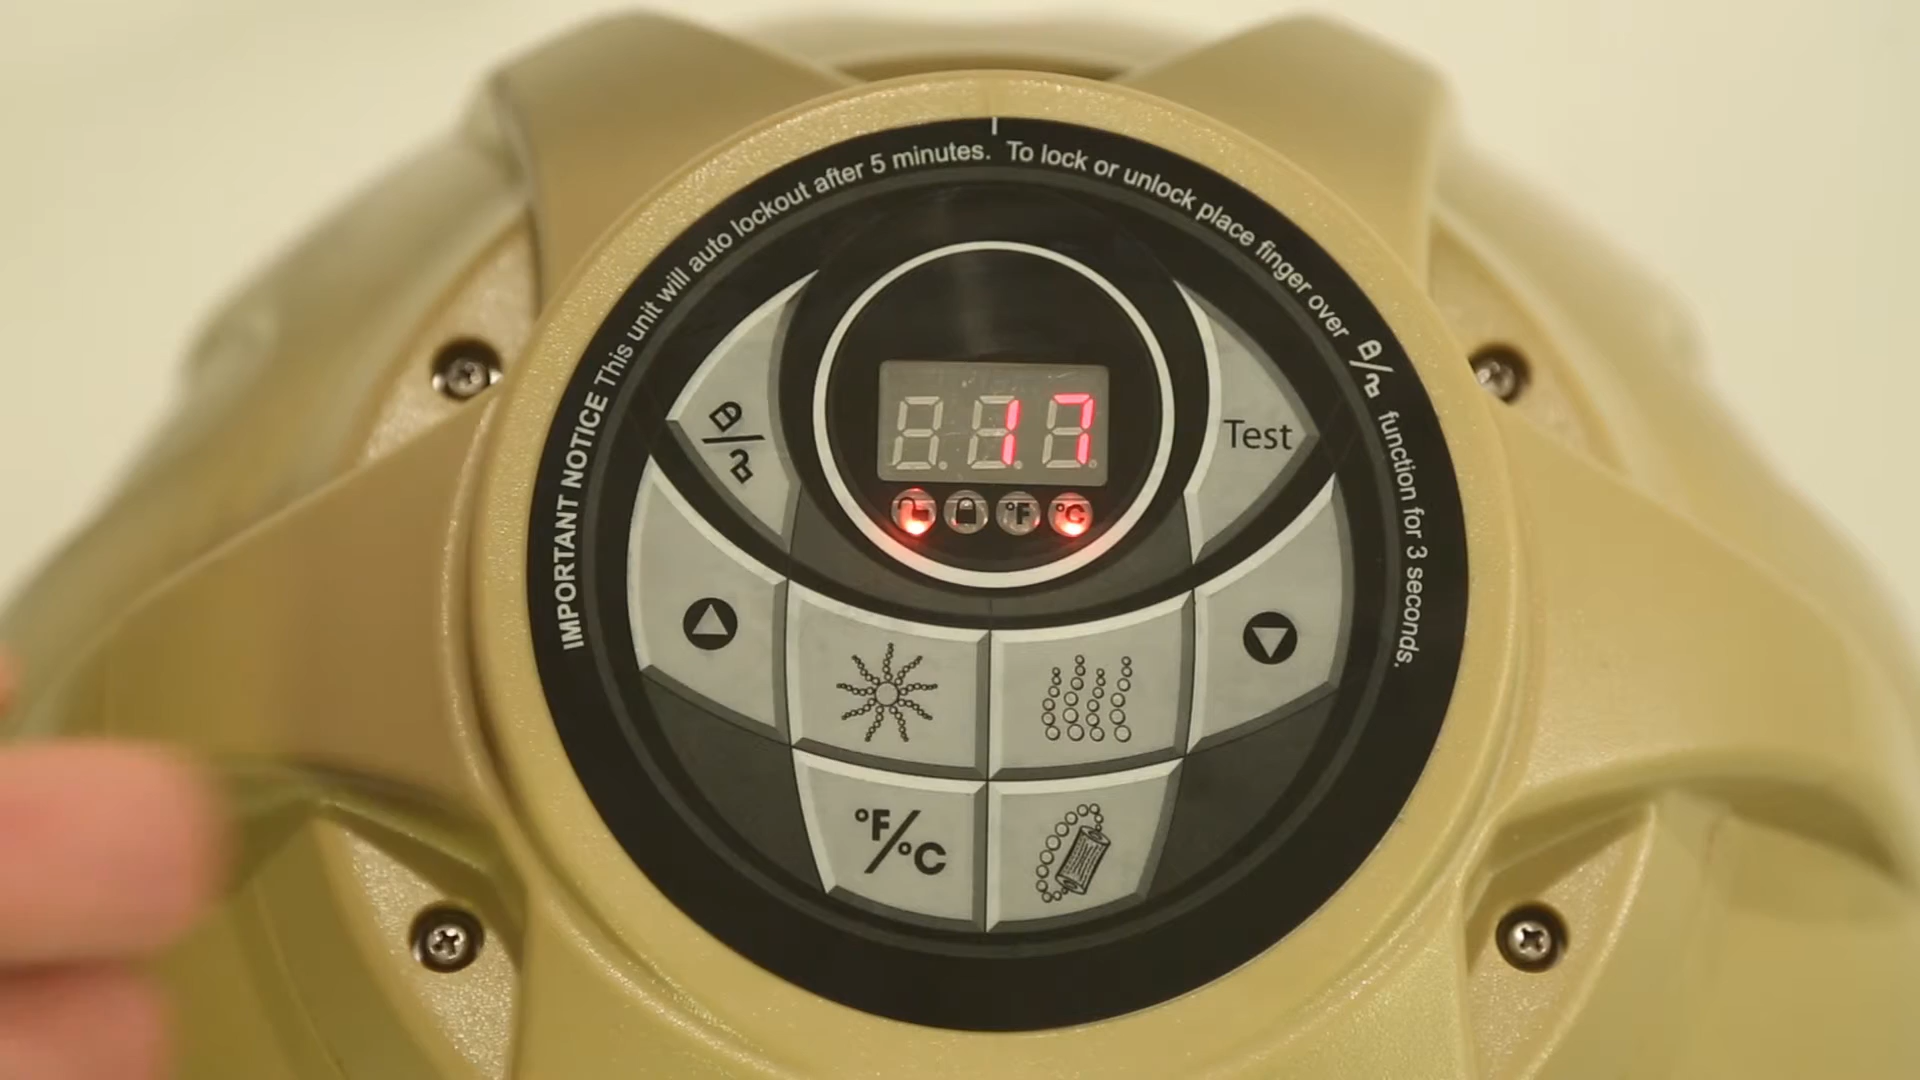 IMPORTANT NOTICE This unit will auto lockout after 5 minutes. To lock or unlock place finger over function for 3 seconds.
17
°F °C
Test
°F/°C